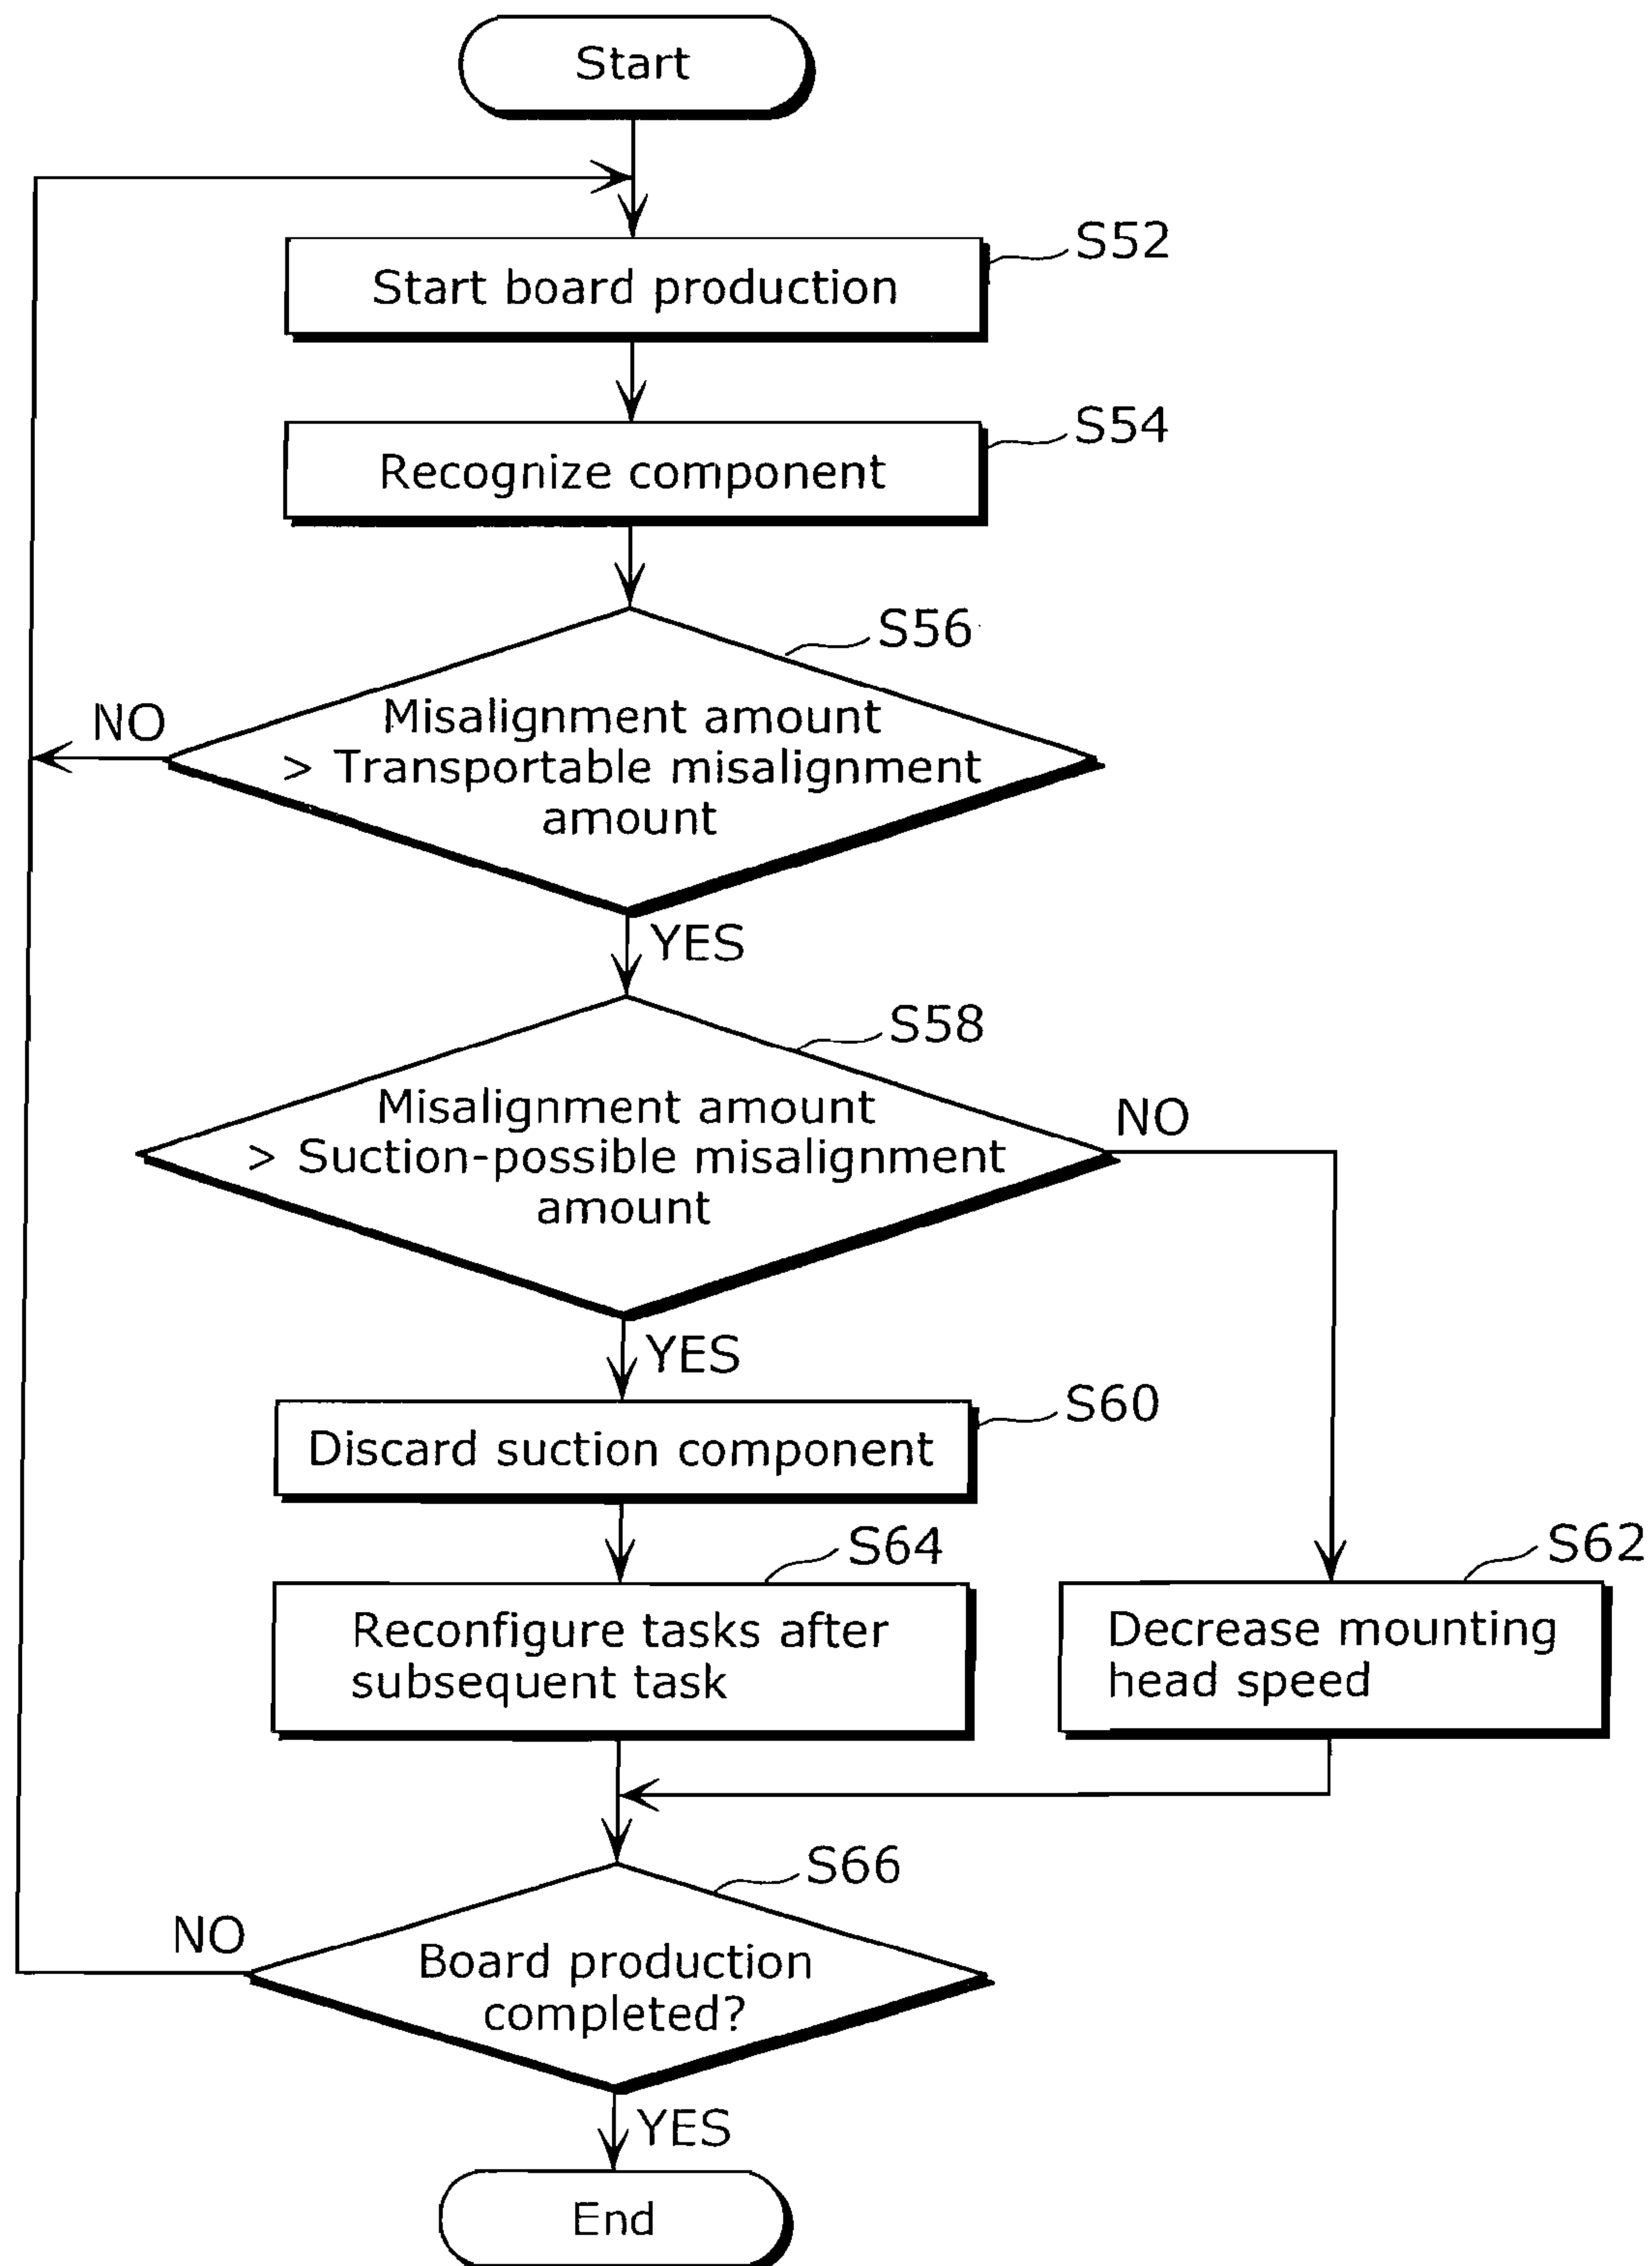 Start
S52
Start board production
S54
Recognize component
S56
NO
Misalignment amount
> Transportable misalignment
amount
YES
S58
Misalignment amount
> Suction-possible misalignment
amount
NO
YES
S60
Discard suction component
S64
Reconfigure tasks after
subsequent task
S62
Decrease mounting
head speed
S66
NO
Board production
completed?
YES
End